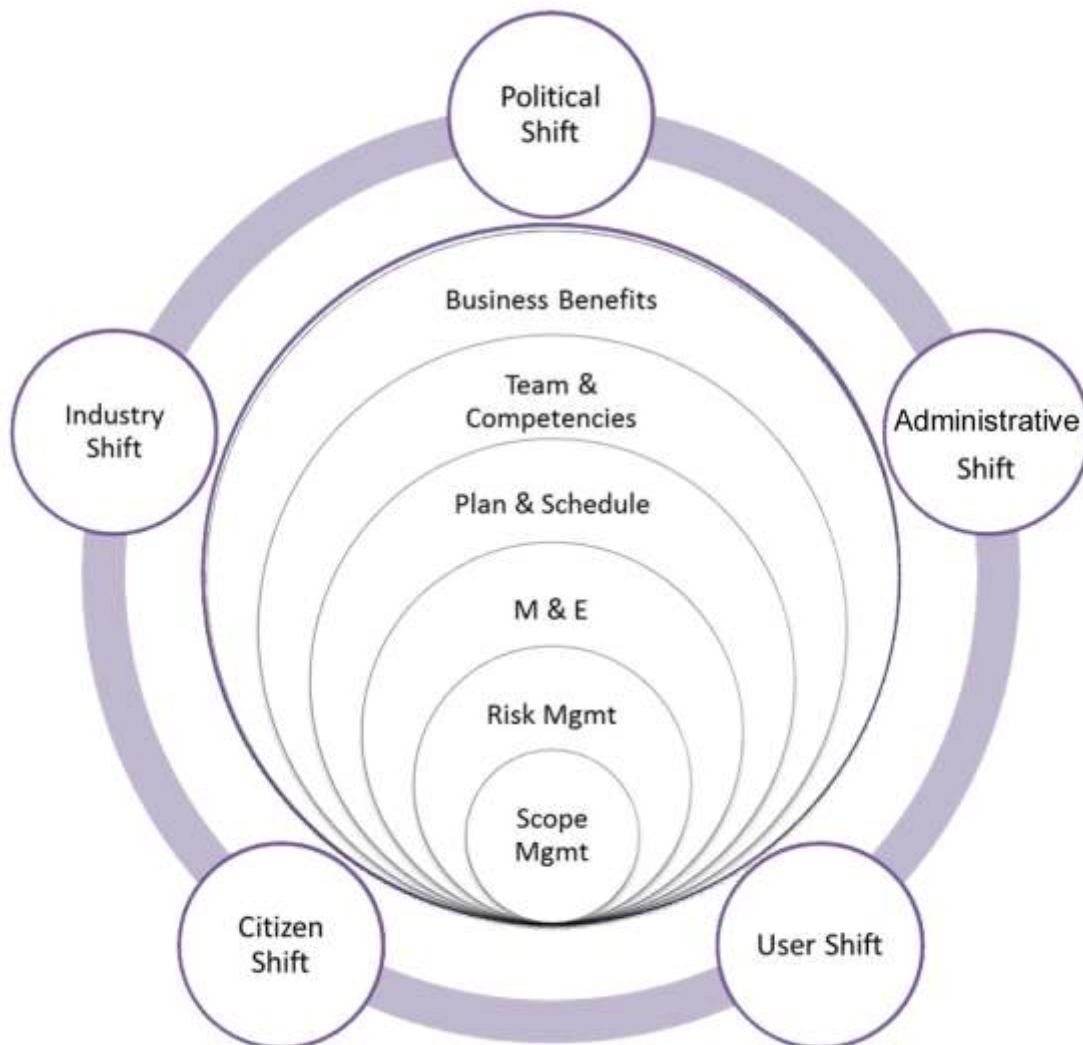 Political
Shift
Business Benefits
Team &
Competencies
Industry
Shift
Administrative
Shift
Plan & Schedule
M & E
Risk Mgmt
Scope
Mgmt
Citizen
Shift
User Shift